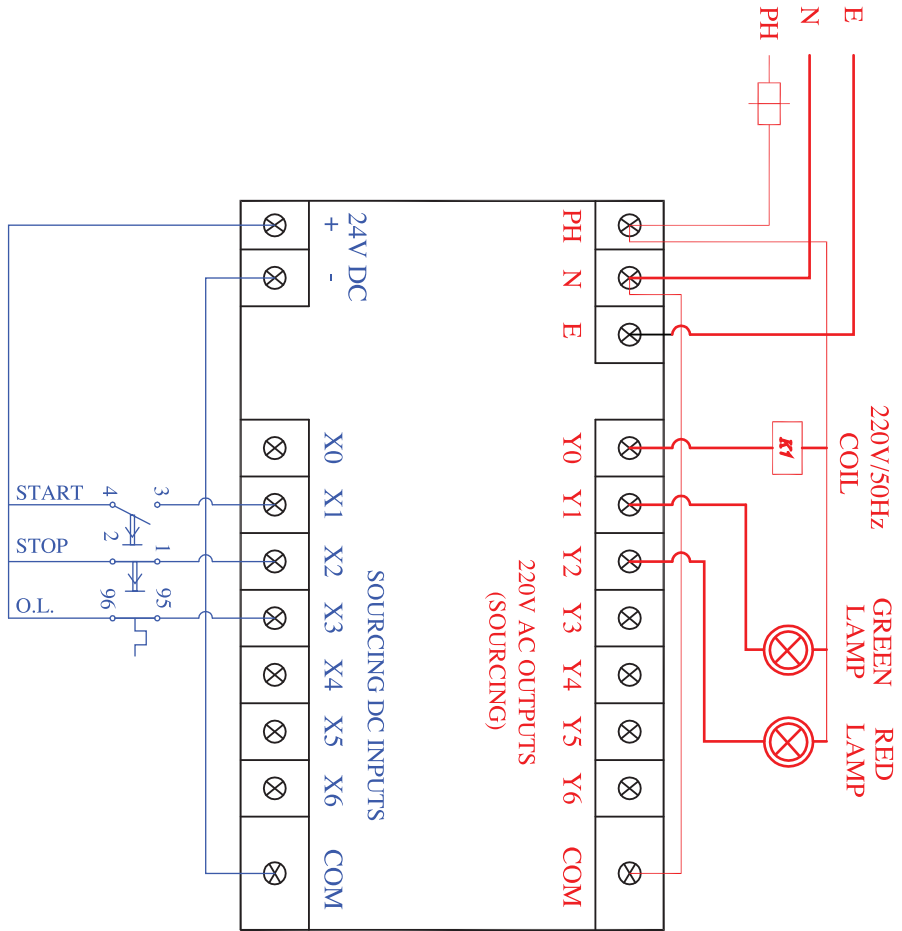 PH
N
E
220V/50Hz
COIL
K1
GREEN
LAMP
RED
LAMP
PH
N
E
Y0
Y1
Y2
Y3
Y4
Y5
Y6
COM
220V AC OUTPUTS
(SOURCING)
SOURCING DC INPUTS
24V DC
+
-
X0
X1
X2
X3
X4
X5
X6
COM
START
4
3
STOP
2
1
O.L.
96
95